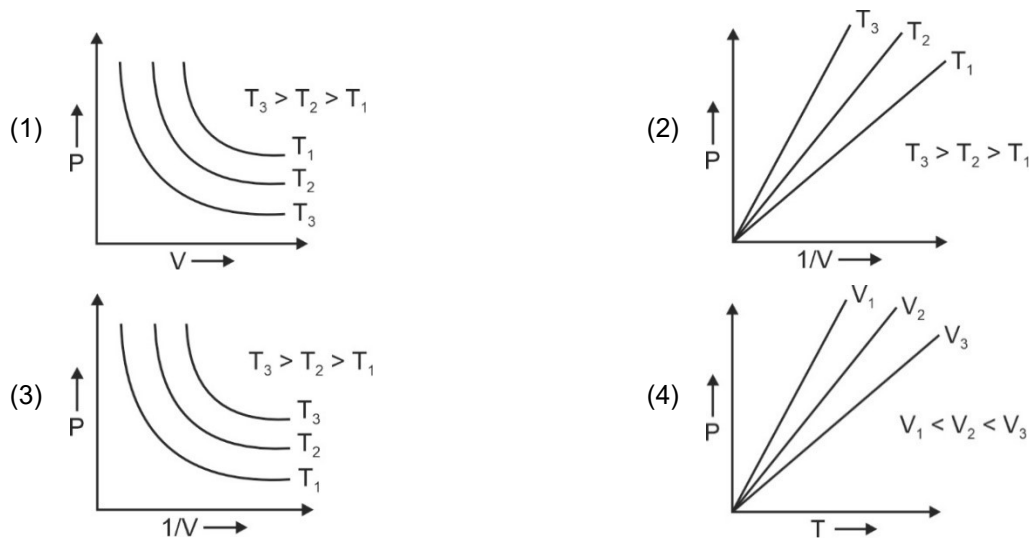 (1)
P
T₃ > T₂ > T₁
T₁
T₂
T₃
V
(2)
P
T₃
T₂
T₁
T₃ > T₂ > T₁
1/V
(3)
P
T₃ > T₂ > T₁
T₃
T₂
T₁
1/V
(4)
P
V₁
V₂
V₃
V₁ < V₂ < V₃
T